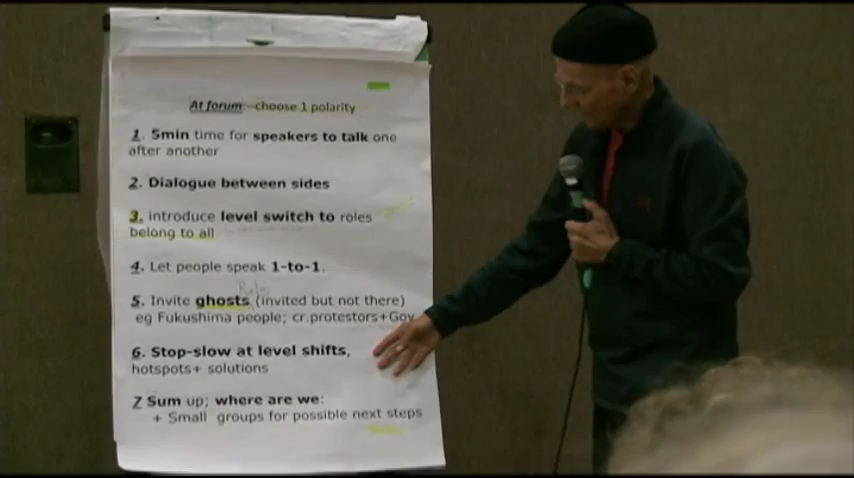 At forum:-choose 1 polarity
1. 5min time for speakers to talk one
after another
2. Dialogue between sides
3. introduce level switch to roles
belong to all
4. Let people speak 1-to-1.
Roles
5. Invite ghosts (invited but not there)
eg Fukushima people; cr.protestors+Gov
6. Stop-slow at level shifts,
hotspots+ solutions
7 Sum up; where are we:
+ Small groups for possible next steps